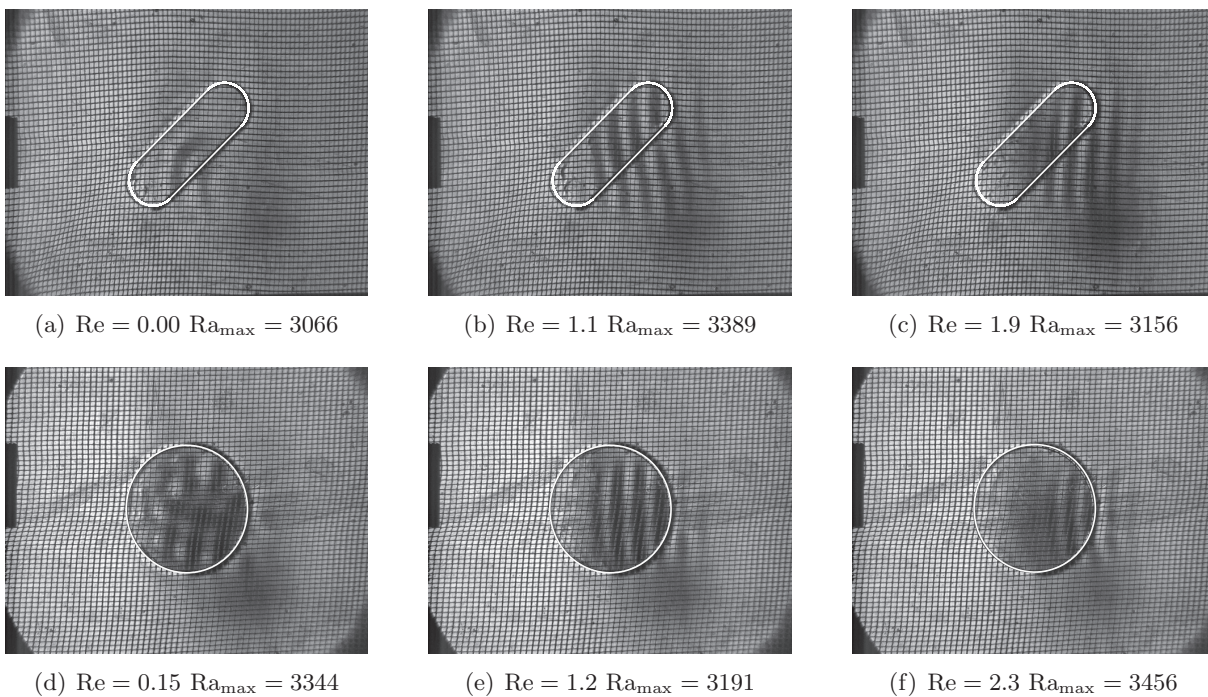 (a) Re = 0.00 Ra_max = 3066
(b) Re = 1.1 Ra_max = 3389
(c) Re = 1.9 Ra_max = 3156
(d) Re = 0.15 Ra_max = 3344
(e) Re = 1.2 Ra_max = 3191
(f) Re = 2.3 Ra_max = 3456